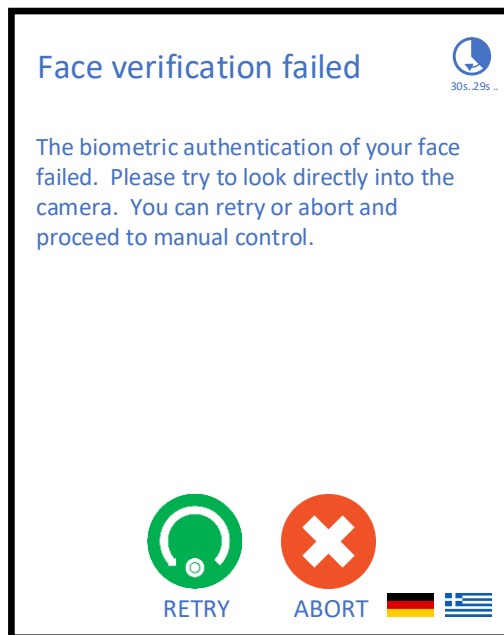 Face verification failed
30s..29s ..
The biometric authentication of your face
failed.  Please try to look directly into the
camera.  You can retry or abort and
proceed to manual control.
RETRY
ABORT